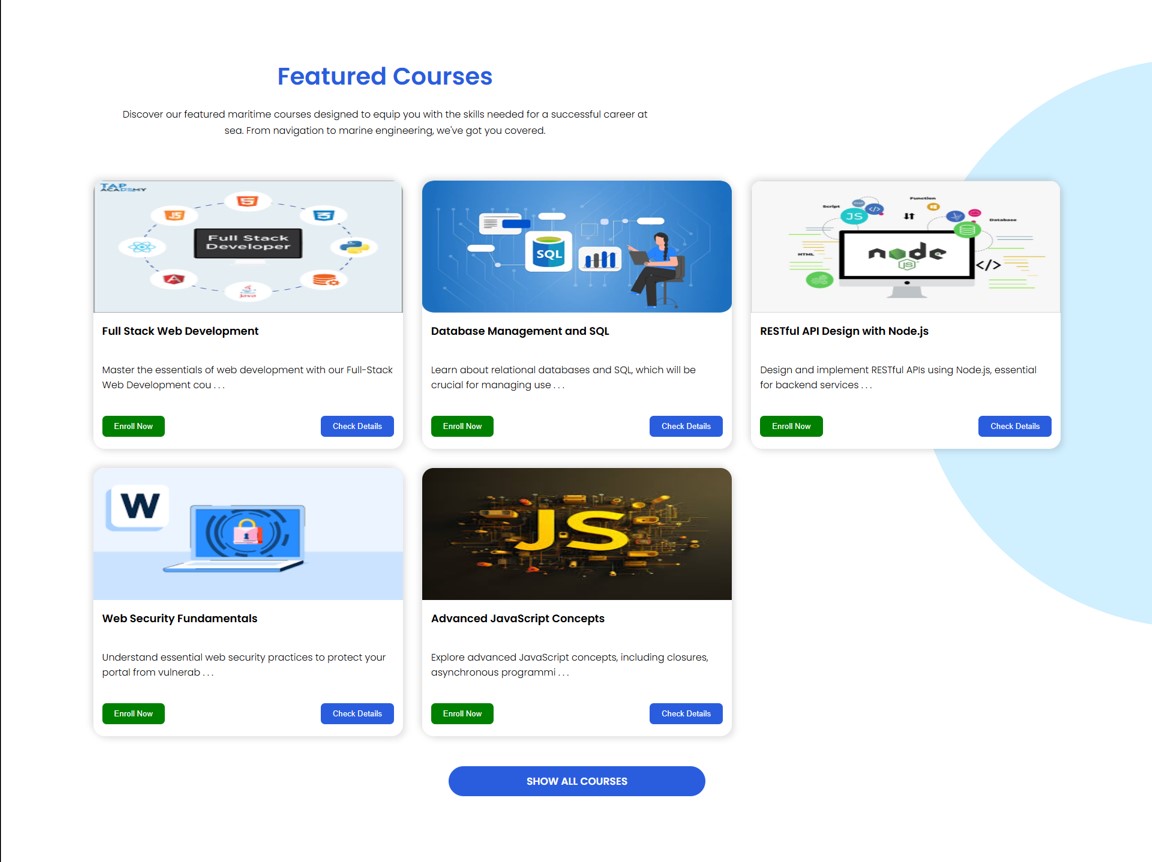 Featured Courses
Discover our featured maritime courses designed to equip you with the skills needed for a successful career at
sea. From navigation to marine engineering, we've got you covered.
TAP
ACADEMY
Full Stack
Developer
Java
SQL
Script
Function
JS
Database
HTML
node
JS
</>
Full Stack Web Development
Master the essentials of web development with our Full-Stack
Web Development cou . . .
Enroll Now
Check Details
Database Management and SQL
Learn about relational databases and SQL, which will be
crucial for managing use . . .
Enroll Now
Check Details
RESTful API Design with Node.js
Design and implement RESTful APIs using Node.js, essential
for backend services . . .
Enroll Now
Check Details
W
JS
Web Security Fundamentals
Understand essential web security practices to protect your
portal from vulnerab . . .
Enroll Now
Check Details
Advanced JavaScript Concepts
Explore advanced JavaScript concepts, including closures,
asynchronous programmi . . .
Enroll Now
Check Details
SHOW ALL COURSES